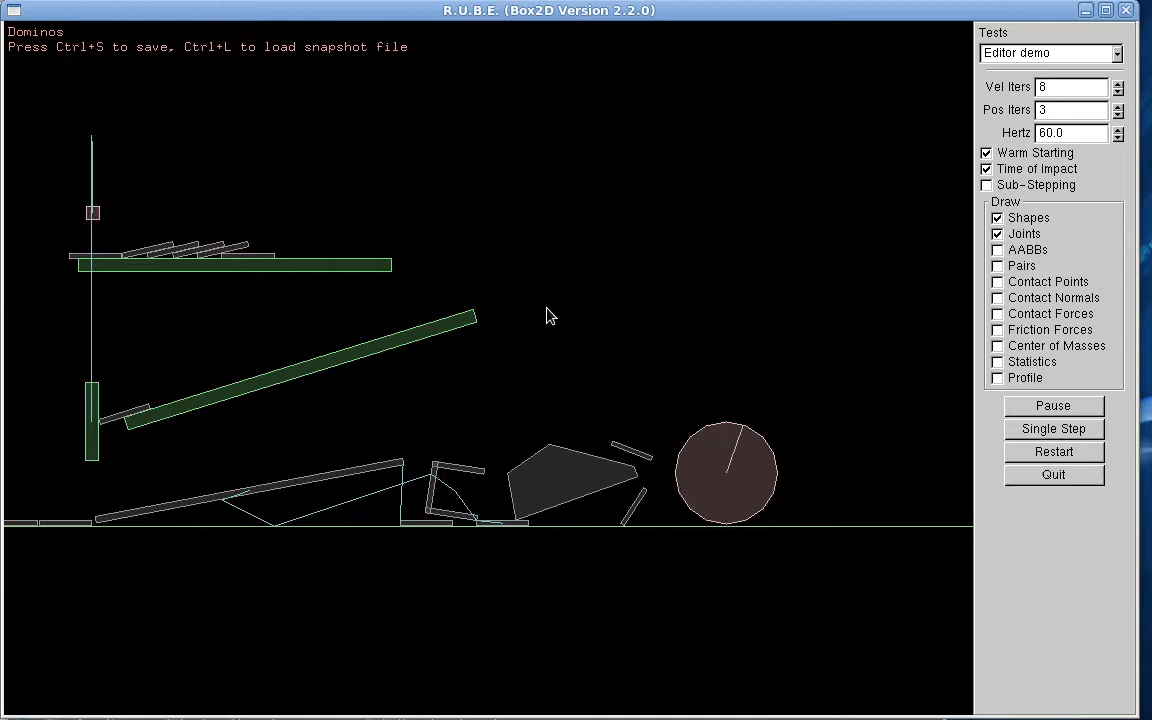 R.U.B.E. (Box2D Version 2.2.0)
Dominos
Press Ctrl+S to save, Ctrl+L to load snapshot file
Tests
Editor demo
Vel Iters 8
Pos Iters 3
Hertz 60.0
Warm Starting
Time of Impact
Sub-Stepping
Draw
Shapes
Joints
AABBs
Pairs
Contact Points
Contact Normals
Contact Forces
Friction Forces
Center of Masses
Statistics
Profile
Pause
Single Step
Restart
Quit